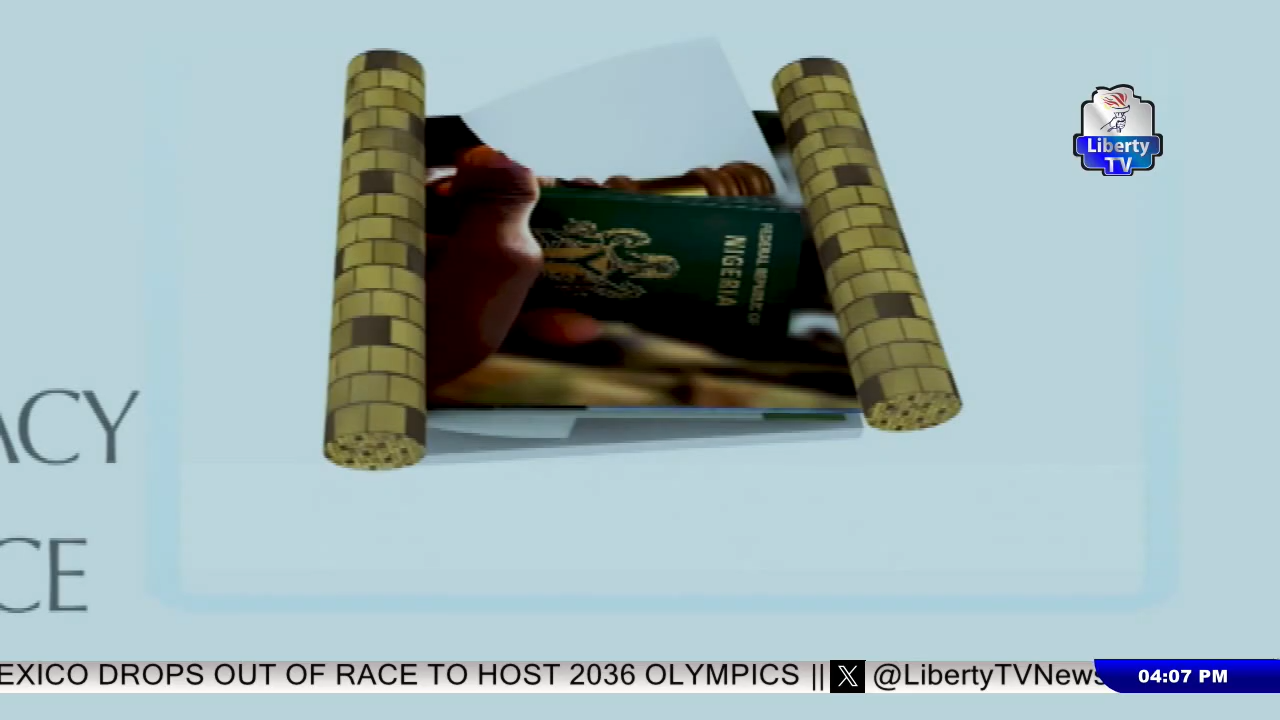 Liberty
TV
FEDERAL REPUBLIC OF
NIGERIA
ACY
CE
EXICO DROPS OUT OF RACE TO HOST 2036 OLYMPICS || X @LibertyTVNews
04:07 PM